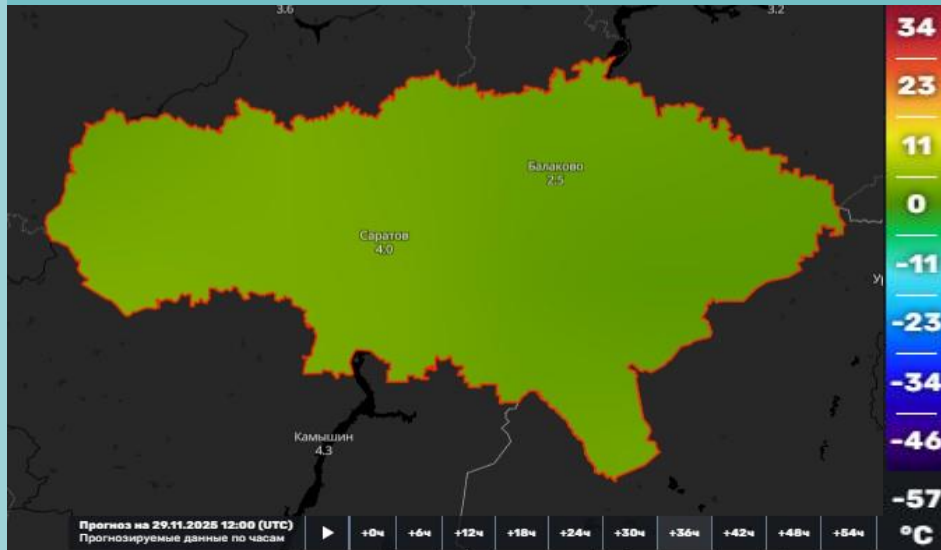 3.6
3.2
34
23
11
0
-11
-23
-34
-46
-57
°C
Балаково
2.5
Саратов
4.0
Камышин
4.3
Прогноз на 29.11.2025 12:00 (UTC)
Прогнозируемые данные по часам
+0ч +6ч +12ч +18ч +24ч +30ч +36ч +42ч +48ч +54ч